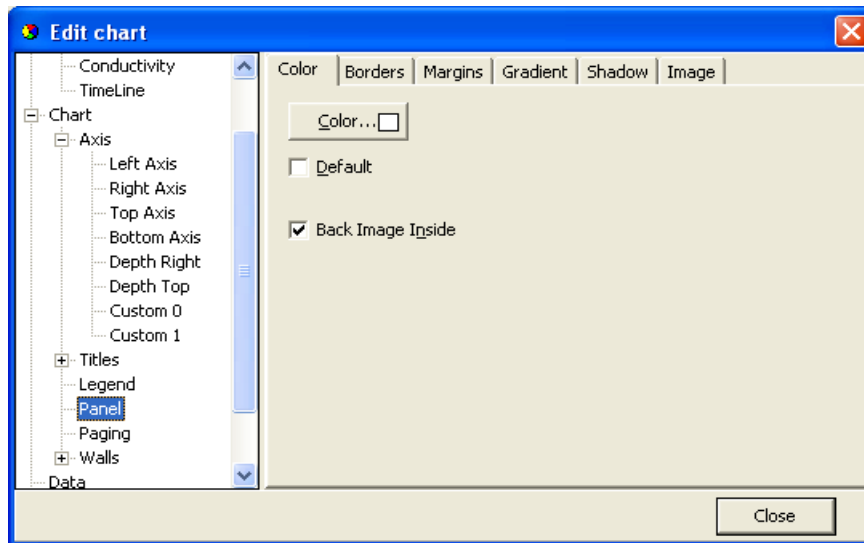 Edit chart
Conductivity
TimeLine
Chart
Axis
Left Axis
Right Axis
Top Axis
Bottom Axis
Depth Right
Depth Top
Custom 0
Custom 1
Titles
Legend
Panel
Paging
Walls
Data
Color Borders Margins Gradient Shadow Image
Color...
Default
Back Image Inside
Close